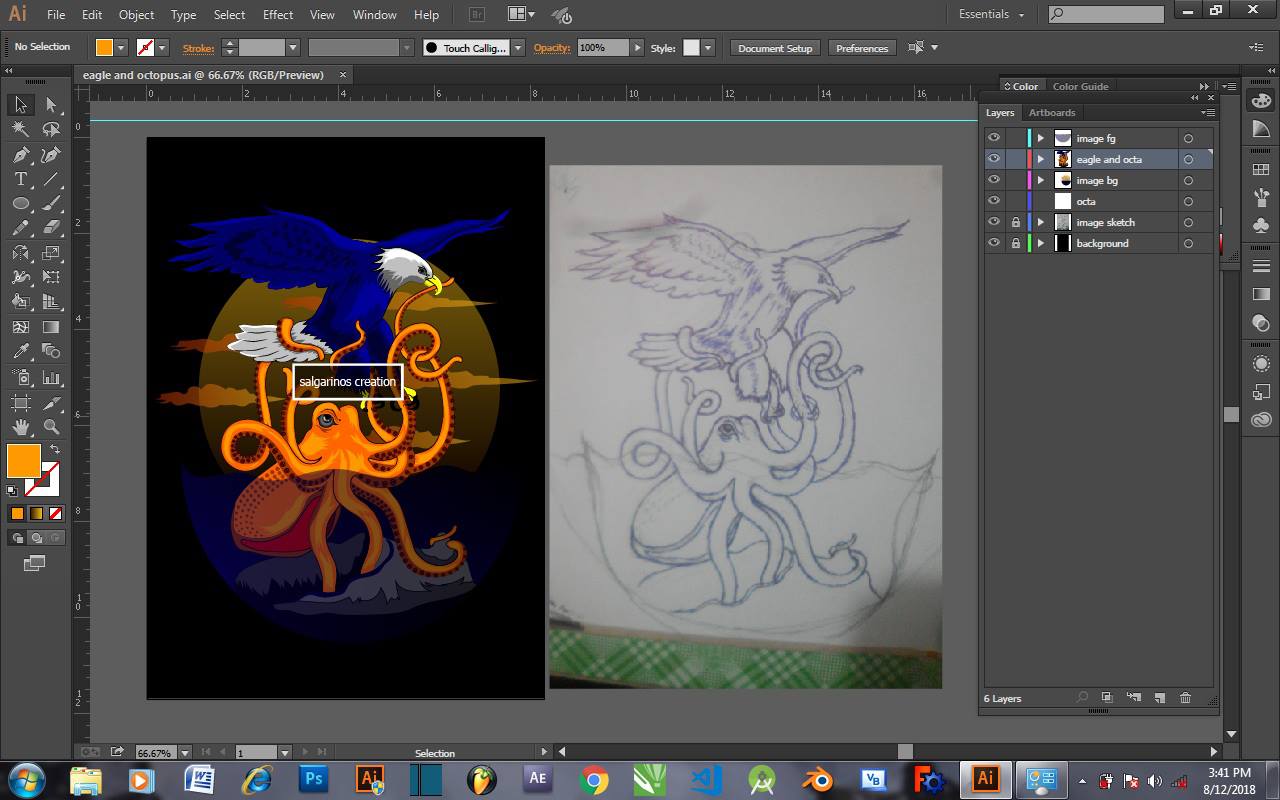 Ai File Edit Object Type Select Effect View Window Help Br Essentials
No Selection Stroke: Touch Callig... Opacity: 100% Style: Document Setup Preferences
eagle and octopus.ai @ 66.67% (RGB/Preview) ×
0 2 4 6 8 10 12 14 16
Color Color Guide
Layers Artboards
image fg
eagle and octa
image bg
octa
image sketch
background
0
2
4
6
8
10
12
salgarinos creation
6 Layers
66.67% 1 Selection
W Ps Ai Ae VB F Ai
3:41 PM
8/12/2018